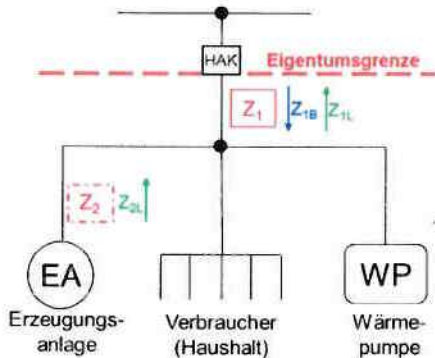 HAK
Eigentumsgrenze
Z1 Z1B Z1L
Z2 Z2L
EA
WP
Erzeugungs-
anlage
Verbraucher
(Haushalt)
Wärme-
pumpe